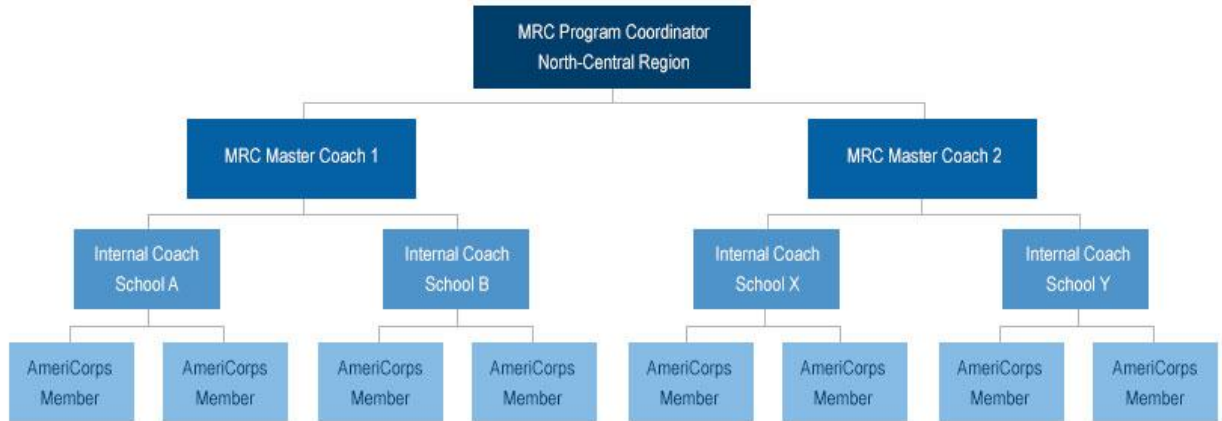 MRC Program Coordinator
North-Central Region
MRC Master Coach 1
MRC Master Coach 2
Internal Coach
School A
Internal Coach
School B
Internal Coach
School X
Internal Coach
School Y
AmeriCorps
Member
AmeriCorps
Member
AmeriCorps
Member
AmeriCorps
Member
AmeriCorps
Member
AmeriCorps
Member
AmeriCorps
Member
AmeriCorps
Member